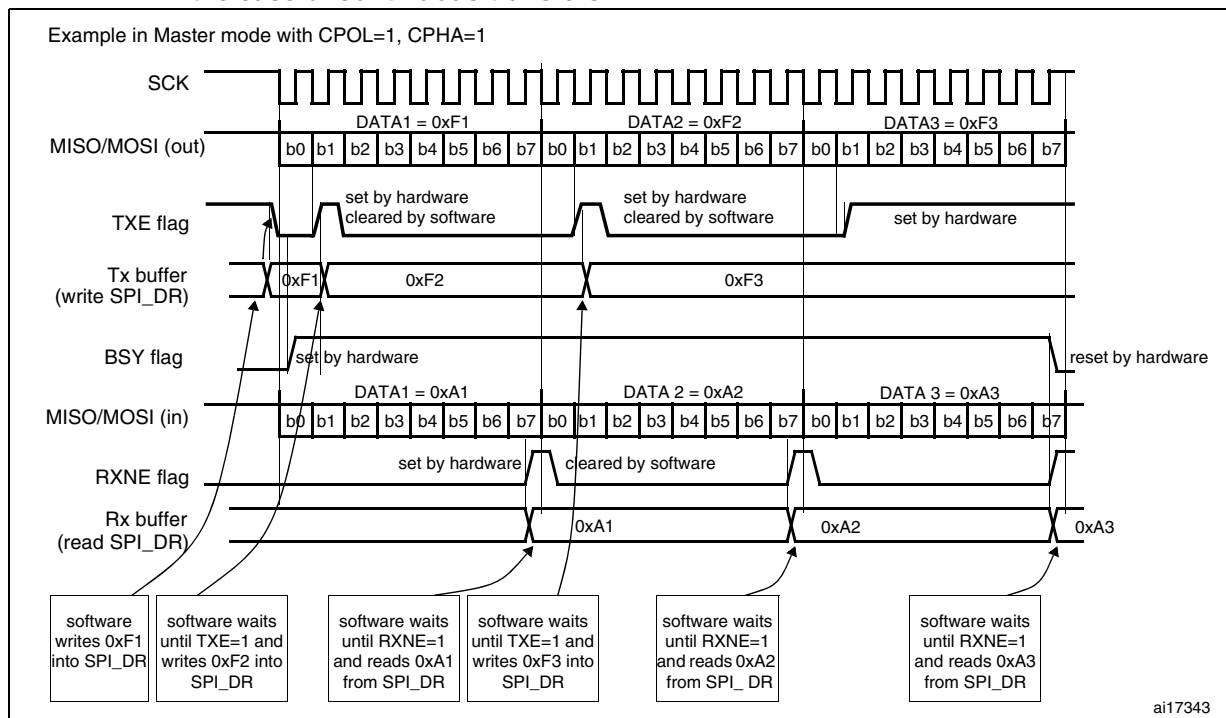 Example in Master mode with CPOL=1, CPHA=1
SCK
DATA1 = 0xF1 DATA2 = 0xF2 DATA3 = 0xF3
MISO/MOSI (out)
b0 b1 b2 b3 b4 b5 b6 b7 b0 b1 b2 b3 b4 b5 b6 b7 b0 b1 b2 b3 b4 b5 b6 b7
TXE flag
set by hardware
cleared by software
set by hardware
cleared by software
set by hardware
Tx buffer
(write SPI_DR)
0xF1 0xF2 0xF3
BSY flag
set by hardware
reset by hardware
DATA1 = 0xA1 DATA 2 = 0xA2 DATA 3 = 0xA3
MISO/MOSI (in)
b0 b1 b2 b3 b4 b5 b6 b7 b0 b1 b2 b3 b4 b5 b6 b7 b0 b1 b2 b3 b4 b5 b6 b7
RXNE flag
set by hardware
cleared by software
Rx buffer
(read SPI_DR)
0xA1 0xA2 0xA3
software
writes 0xF1
into SPI_DR
software waits
until TXE=1 and
writes 0xF2 into
SPI_DR
software waits
until RXNE=1
and reads 0xA1
from SPI_DR
software waits
until TXE=1 and
writes 0xF3 into
SPI_DR
software waits
until RXNE=1
and reads 0xA2
from SPI_ DR
software waits
until RXNE=1
and reads 0xA3
from SPI_DR
ai17343